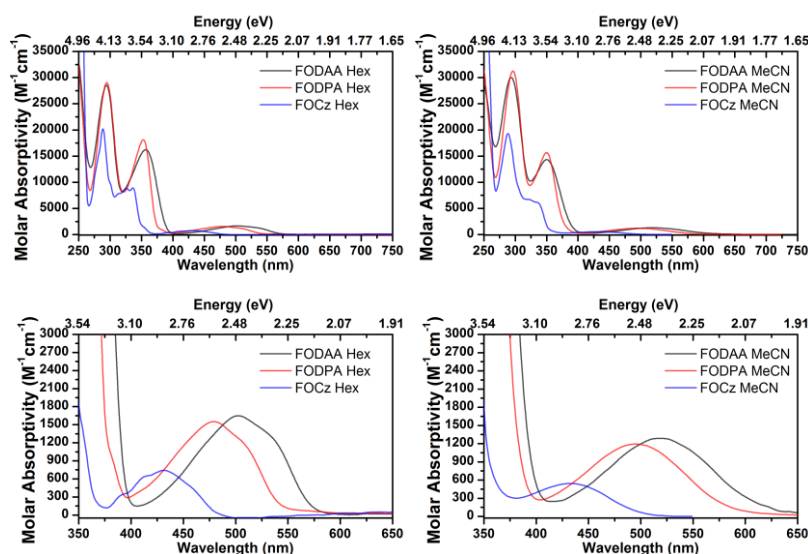 Energy (eV)
4.96 4.13 3.54 3.10 2.76 2.48 2.25 2.07 1.91 1.77 1.65
35000
30000
25000
20000
15000
10000
5000
0
Molar Absorptivity (M⁻¹cm⁻¹)
FODAA Hex
FODPA Hex
FOCz Hex
250 300 350 400 450 500 550 600 650 700 750
Wavelength (nm)
Energy (eV)
4.96 4.13 3.54 3.10 2.76 2.48 2.25 2.07 1.91 1.77 1.65
35000
30000
25000
20000
15000
10000
5000
0
Molar Absorptivity (M⁻¹cm⁻¹)
FODAA MeCN
FODPA MeCN
FOCz MeCN
250 300 350 400 450 500 550 600 650 700 750
Wavelength (nm)
Energy (eV)
3.54 3.10 2.76 2.48 2.25 2.07 1.91
3000
2700
2400
2100
1800
1500
1200
900
600
300
0
Molar Absorptivity (M⁻¹cm⁻¹)
FODAA Hex
FODPA Hex
FOCz Hex
350 400 450 500 550 600 650
Wavelength (nm)
Energy (eV)
3.54 3.10 2.76 2.48 2.25 2.07 1.91
3000
2700
2400
2100
1800
1500
1200
900
600
300
0
Molar Absorptivity (M⁻¹cm⁻¹)
FODAA MeCN
FODPA MeCN
FOCz MeCN
350 400 450 500 550 600 650
Wavelength (nm)